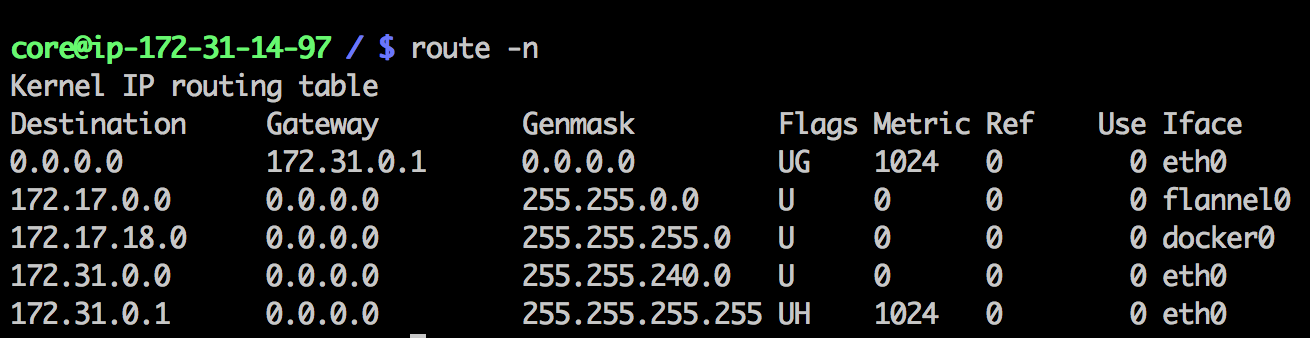 core@ip-172-31-14-97 / $ route -n
Kernel IP routing table
Destination     Gateway         Genmask         Flags Metric Ref    Use Iface
0.0.0.0         172.31.0.1      0.0.0.0         UG    1024   0        0 eth0
172.17.0.0      0.0.0.0         255.255.0.0     U     0      0        0 flannel0
172.17.18.0     0.0.0.0         255.255.255.0   U     0      0        0 docker0
172.31.0.0      0.0.0.0         255.255.240.0   U     0      0        0 eth0
172.31.0.1      0.0.0.0         255.255.255.255 UH    1024   0        0 eth0